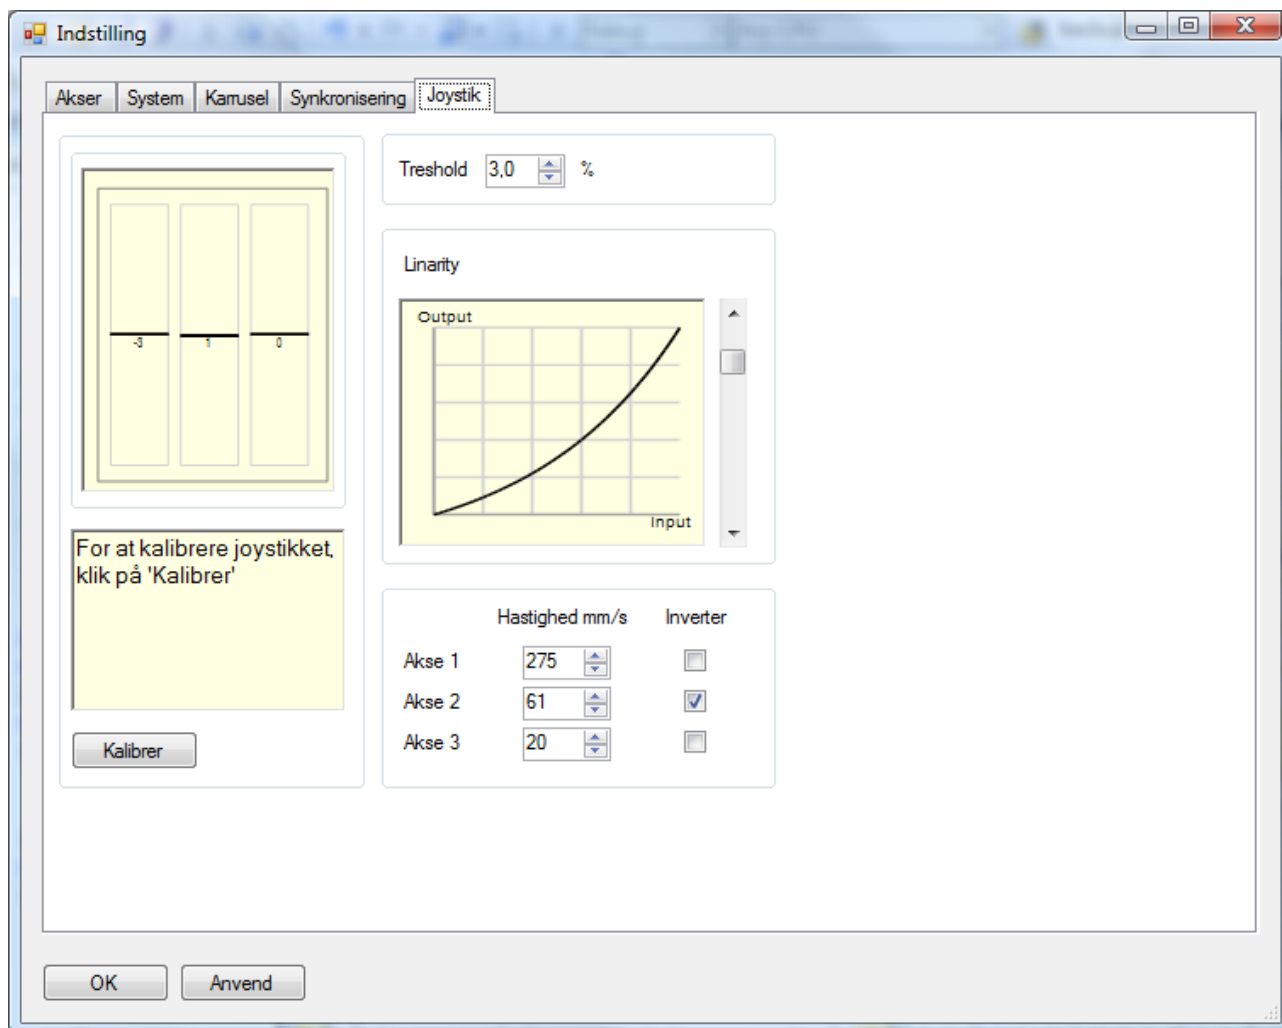 Indstilling
Akser System Karrusel Synkronisering Joystik
-3 1 0
For at kalibrere joystikket,
klik på 'Kalibrer'
Kalibrer
Treshold 3,0 %
Linarity
Output
Input
Hastighed mm/s Inverter
Akse 1 275
Akse 2 61
Akse 3 20
OK Anvend